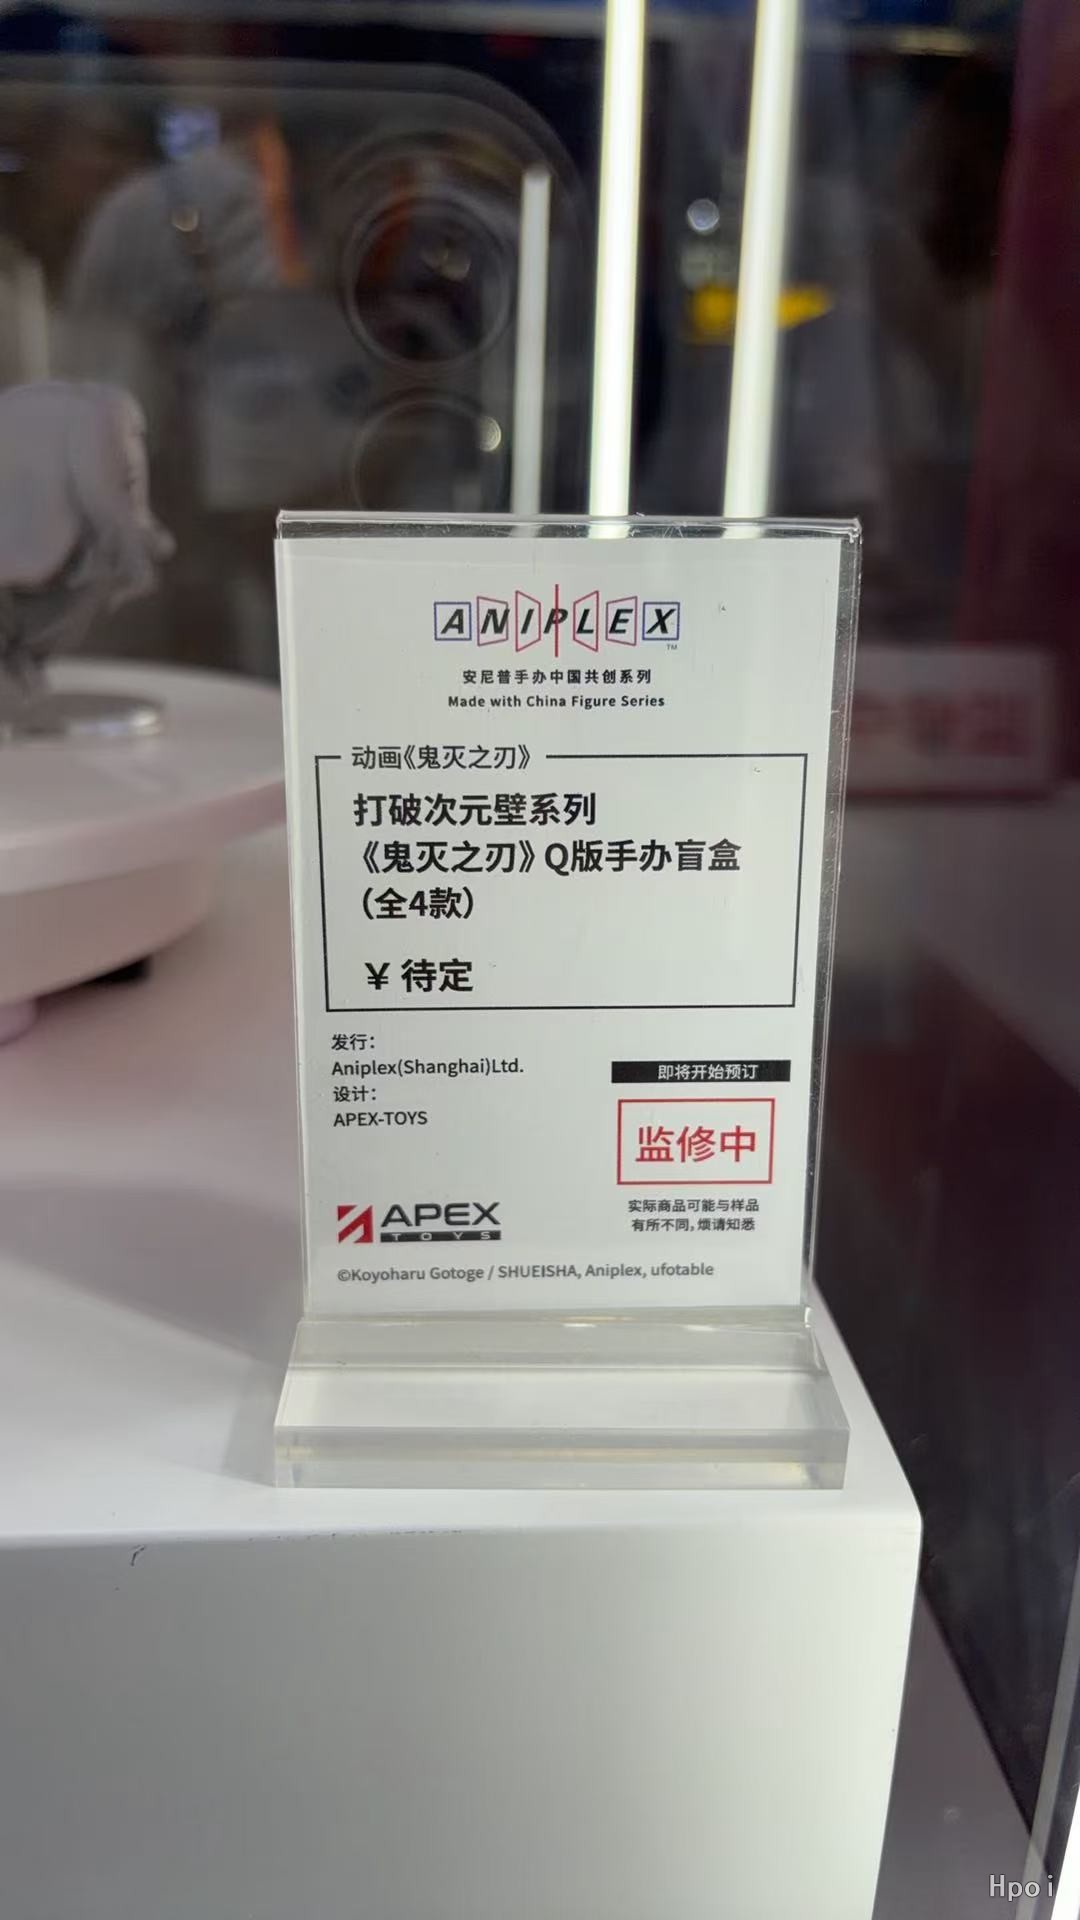 ANIPLEX
TM
安尼普手办中国共创系列
Made with China Figure Series
动画《鬼灭之刃》
打破次元壁系列
《鬼灭之刃》Q版手办盲盒
（全4款）
¥ 待定
发行：
Aniplex(Shanghai)Ltd.
设计：
APEX-TOYS
即将开始预订
监修中
实际商品可能与样品
有所不同，烦请知悉
APEX
TOYS
©Koyoharu Gotoge / SHUEISHA, Aniplex, ufotable
Hpoi